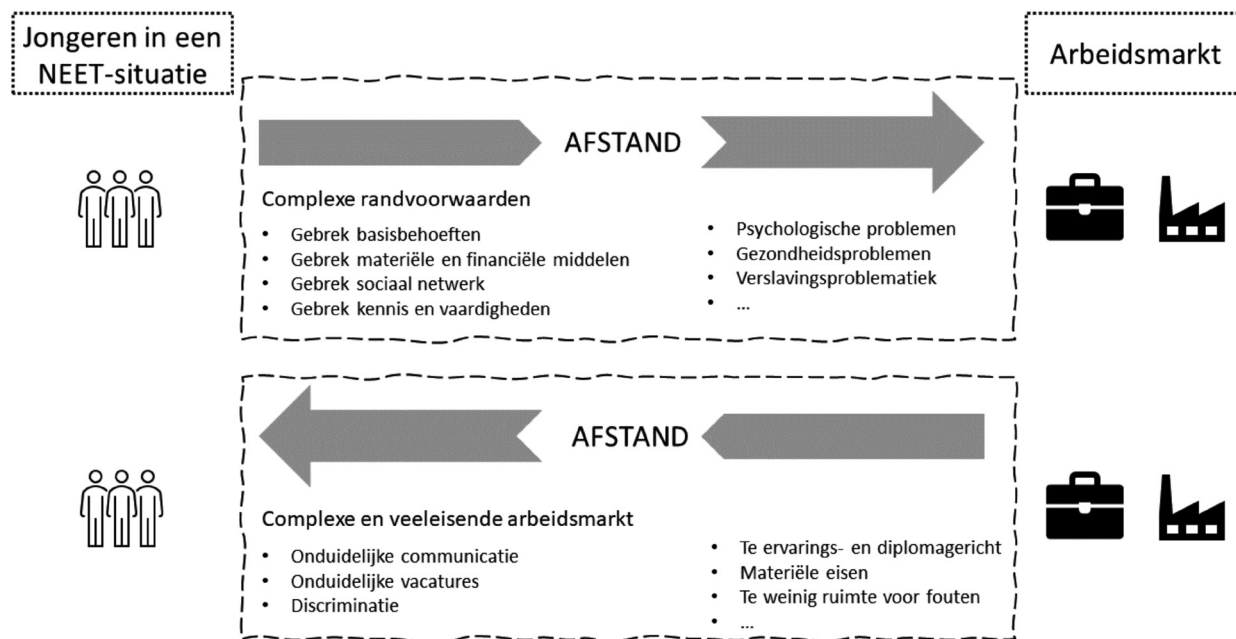 Jongeren in een
NEET-situatie
Arbeidsmarkt
AFSTAND
Complexe randvoorwaarden
• Gebrek basisbehoeften
• Gebrek materiële en financiële middelen
• Gebrek sociaal netwerk
• Gebrek kennis en vaardigheden
• Psychologische problemen
• Gezondheidsproblemen
• Verslavingsproblematiek
• ...
AFSTAND
Complexe en veeleisende arbeidsmarkt
• Onduidelijke communicatie
• Onduidelijke vacatures
• Discriminatie
• Te ervarings- en diplomagericht
• Materiële eisen
• Te weinig ruimte voor fouten
• ...